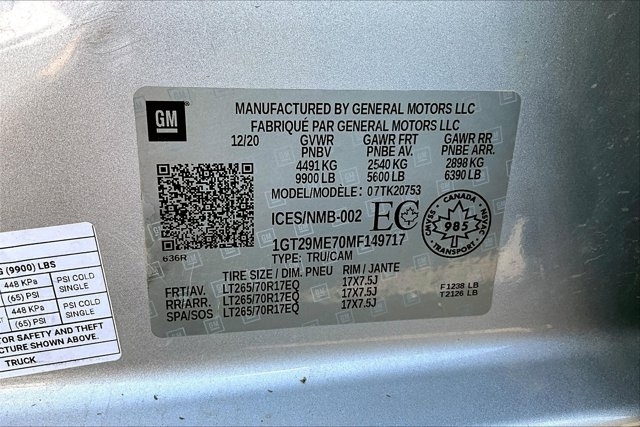 GM
MANUFACTURED BY GENERAL MOTORS LLC
FABRIQUÉ PAR GENERAL MOTORS LLC
12/20 GVWR GAWR FRT GAWR RR
PNBV PNBE AV. PNBE ARR.
4491 KG 2540 KG 2898 KG
9900 LB 5600 LB 6390 LB
MODEL/MODÈLE: 07TK20753
ICES/NMB-002 EC
CANADA
985
TRANSPORT
636R
1GT29ME70MF149717
TYPE: TRU/CAM
TIRE SIZE / DIM. PNEU RIM / JANTE
FRT/AV. LT265/70R17EQ 17X7.5J
RR/ARR. LT265/70R17EQ 17X7.5J
SPA/SOS LT265/70R17EQ 17X7.5J
F1238 LB
T2126 LB
(9900) LBS
448 KPA PSI COLD
(65) PSI SINGLE
448 KPA PSI COLD
(65) PSI SINGLE
OR SAFETY AND THEFT
CTURE SHOWN ABOVE.
TRUCK